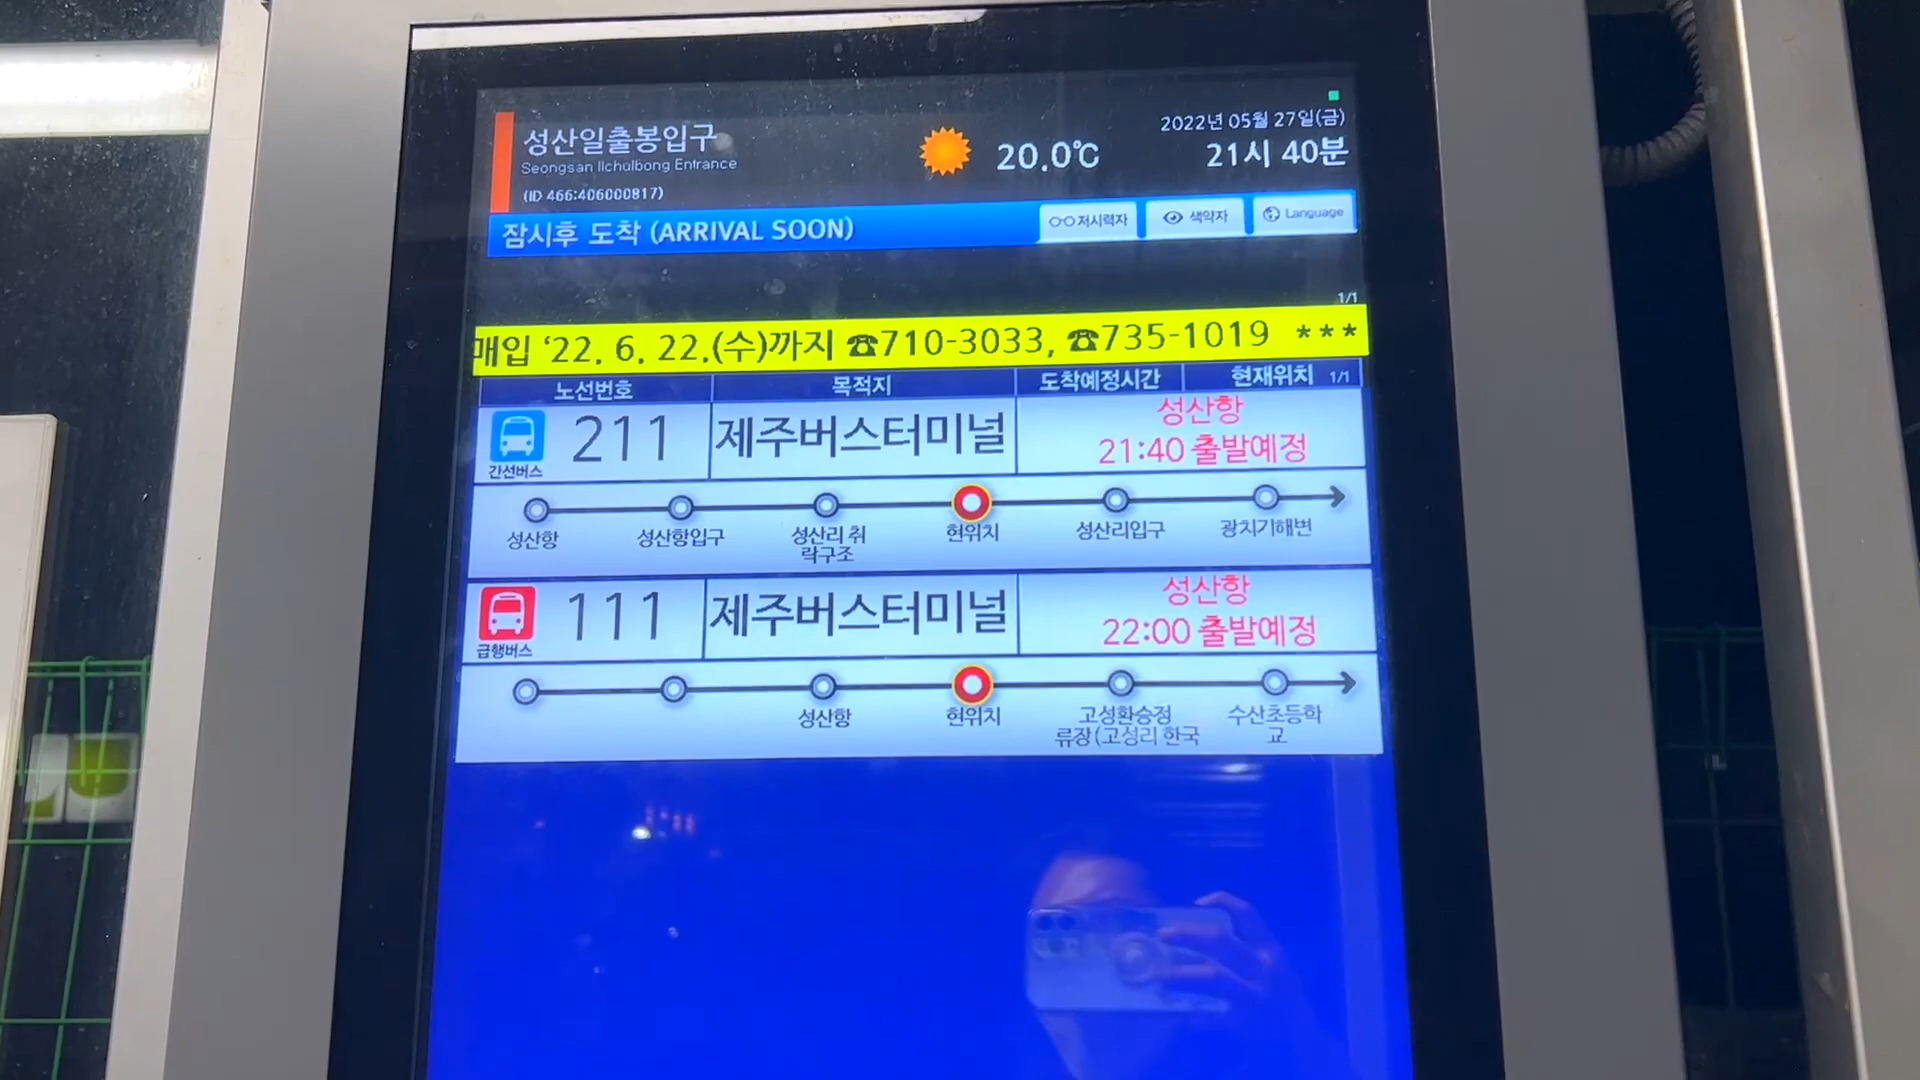 성산일출봉입구
Seongsan Ilchulbong Entrance
(ID 466:406000817)
20.0℃
2022년 05월 27일(금)
21시 40분
잠시후 도착 (ARRIVAL SOON)
저시력자
색약자
Language
1/1
매입 ‘22. 6. 22.(수)까지 ☎710-3033, ☎735-1019 ***
노선번호 목적지 도착예정시간 현재위치 1/1
간선버스 211 제주버스터미널
성산항
21:40 출발예정
성산항 성산항입구 성산리 취 현위치 성산리입구 광치기해변
락구조
급행버스 111 제주버스터미널
성산항
22:00 출발예정
성산항 현위치 고성환승정 수산초등학
류장(고성리 한국 교